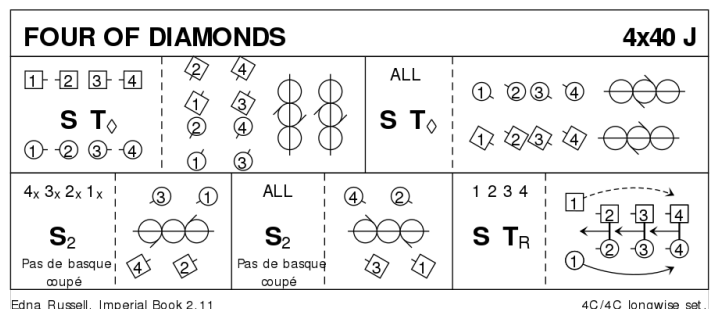 FOUR OF DIAMONDS 4x40 J
1 2 3 4
S T◊
1 2 3 4
2 4
1 3
2 4
1 3
ALL
S T◊
1 2 3 4
1 2 3 4
4x 3x 2x 1x
S2
Pas de basque
coupé
3 1
4 2
ALL
S2
Pas de basque
coupé
4 2
3 1
1 2 3 4
S TR
1
2 3 4
2 3 4
1
Edna Russell, Imperial Book 2.11 4C/4C longwise set.